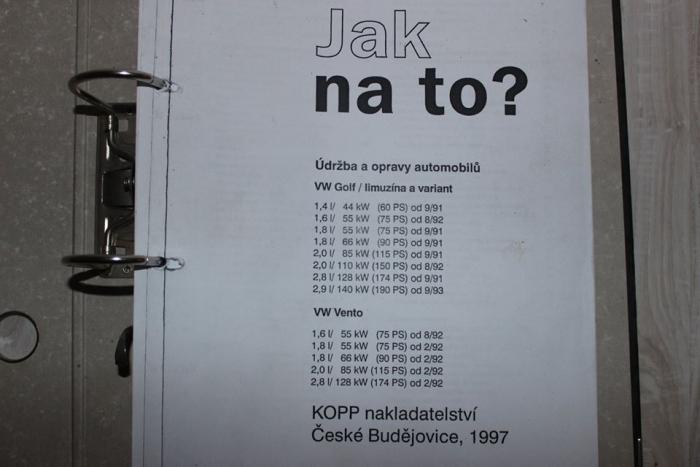 Jak
na to?
Údržba a opravy automobilů
VW Golf / limuzína a variant
1,4 l/ 44 kW (60 PS) od 9/91
1,6 l/ 55 kW (75 PS) od 8/92
1,8 l/ 55 kW (75 PS) od 9/91
1,8 l/ 66 kW (90 PS) od 9/91
2,0 l/ 85 kW (115 PS) od 9/91
2,0 l/ 110 kW (150 PS) od 8/92
2,8 l/ 128 kW (174 PS) od 9/91
2,9 l/ 140 kW (190 PS) od 9/93
VW Vento
1,6 l/ 55 kW (75 PS) od 8/92
1,8 l/ 55 kW (75 PS) od 2/92
1,8 l/ 66 kW (90 PS) od 2/92
2,0 l/ 85 kW (115 PS) od 2/92
2,8 l/ 128 kW (174 PS) od 2/92
KOPP nakladatelství
České Budějovice, 1997